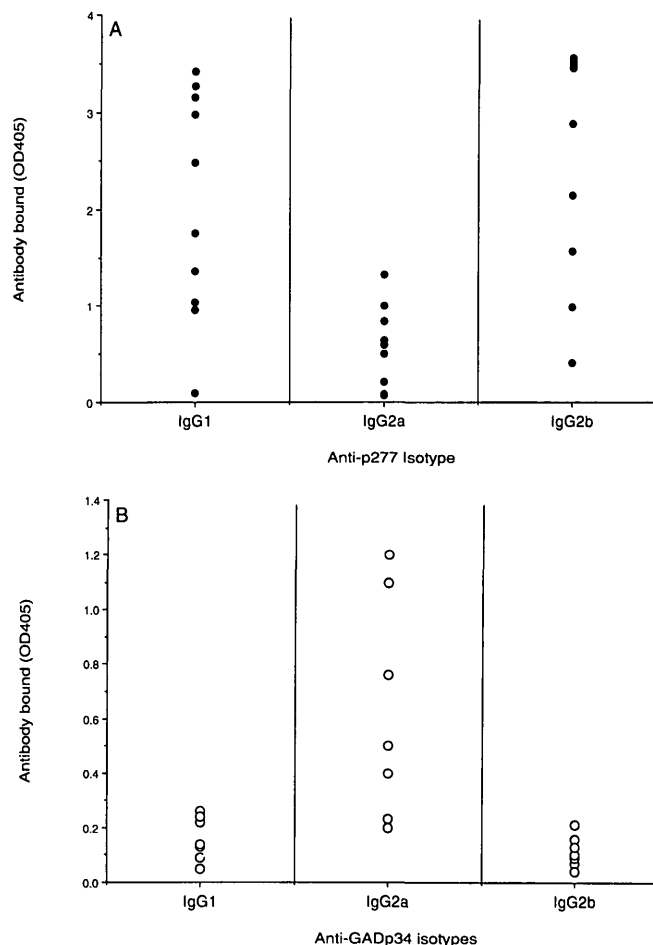 A
4
3
2
1
0
Antibody bound (OD405)
IgG1 IgG2a IgG2b
Anti-p277 Isotype
B
1.4
1.2
1.0
0.8
0.6
0.4
0.2
0.0
Antibody bound (OD405)
IgG1 IgG2a IgG2b
Anti-GADp34 isotypes